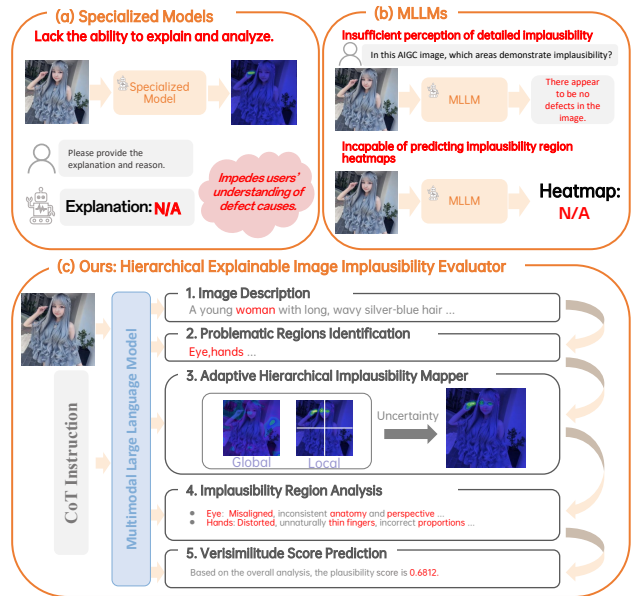 (a) Specialized Models
Lack the ability to explain and analyze.
Specialized
Model
Please provide the
explanation and reason.
Explanation: N/A
Impedes users'
understanding of
defect causes.
(b) MLLMs
Insufficient perception of detailed implausibility
In this AIGC image, which areas demonstrate implausibility?
MLLM
There appear
to be no
defects in the
image.
Incapable of predicting implausibility region
heatmaps
MLLM
Heatmap:
N/A
(c) Ours: Hierarchical Explainable Image Implausibility Evaluator
CoT Instruction
Multimodal Large Language Model
1. Image Description
A young woman with long, wavy silver-blue hair ...
2. Problematic Regions Identification
Eye,hands ...
3. Adaptive Hierarchical Implausibility Mapper
Global
Local
Uncertainty
4. Implausibility Region Analysis
• Eye: Misaligned, inconsistent anatomy and perspective ...
• Hands: Distorted, unnaturally thin fingers, incorrect proportions ...
5. Verisimilitude Score Prediction
Based on the overall analysis, the plausibility score is 0.6812.